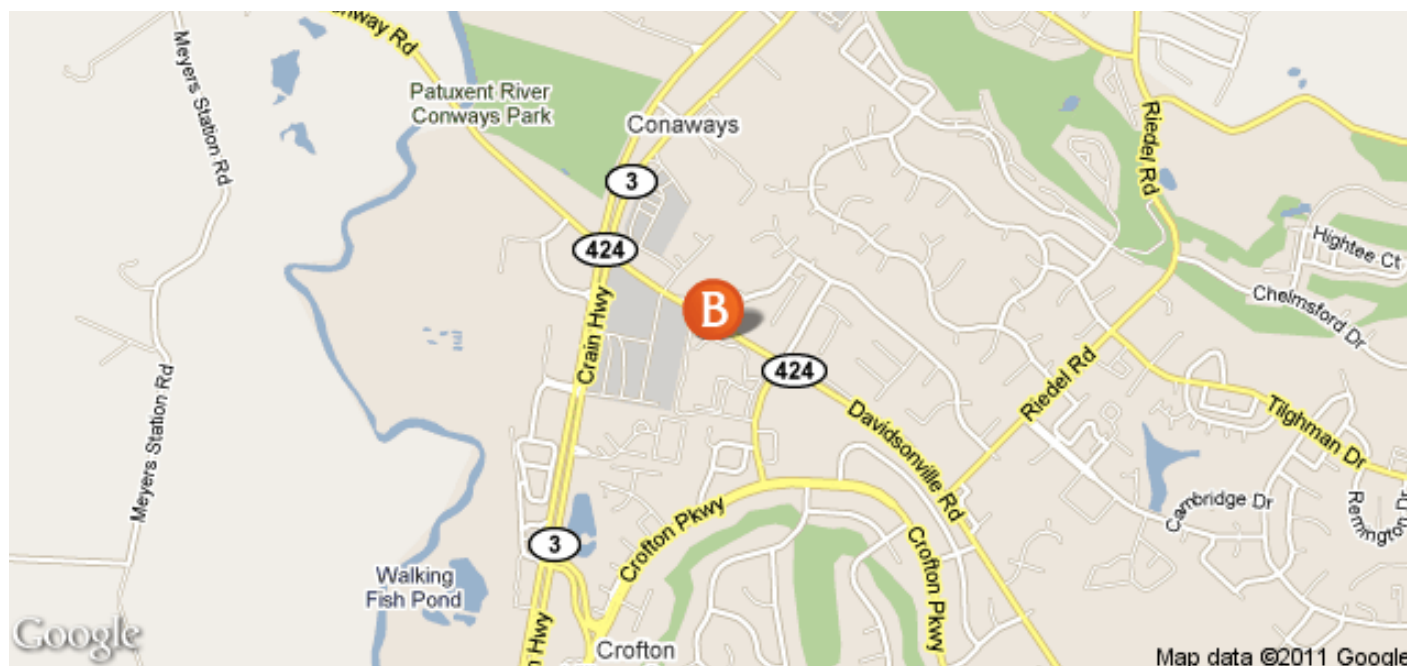 nway Rd
Meyers Station Rd
Patuxent River
Conways Park
Conaways
3
424
Riedel Rd
Hightee Ct
Chelmsford Dr
B
Crain Hwy
424
Riedel Rd
Davidsonville Rd
Tilghman Dr
Meyers Station Rd
Cambridge Dr
Remington Dr
Crofton Pkwy
3
Crofton Pkwy
Walking
Fish Pond
n Hwy
Crofton
Google
Map data ©2011 Google